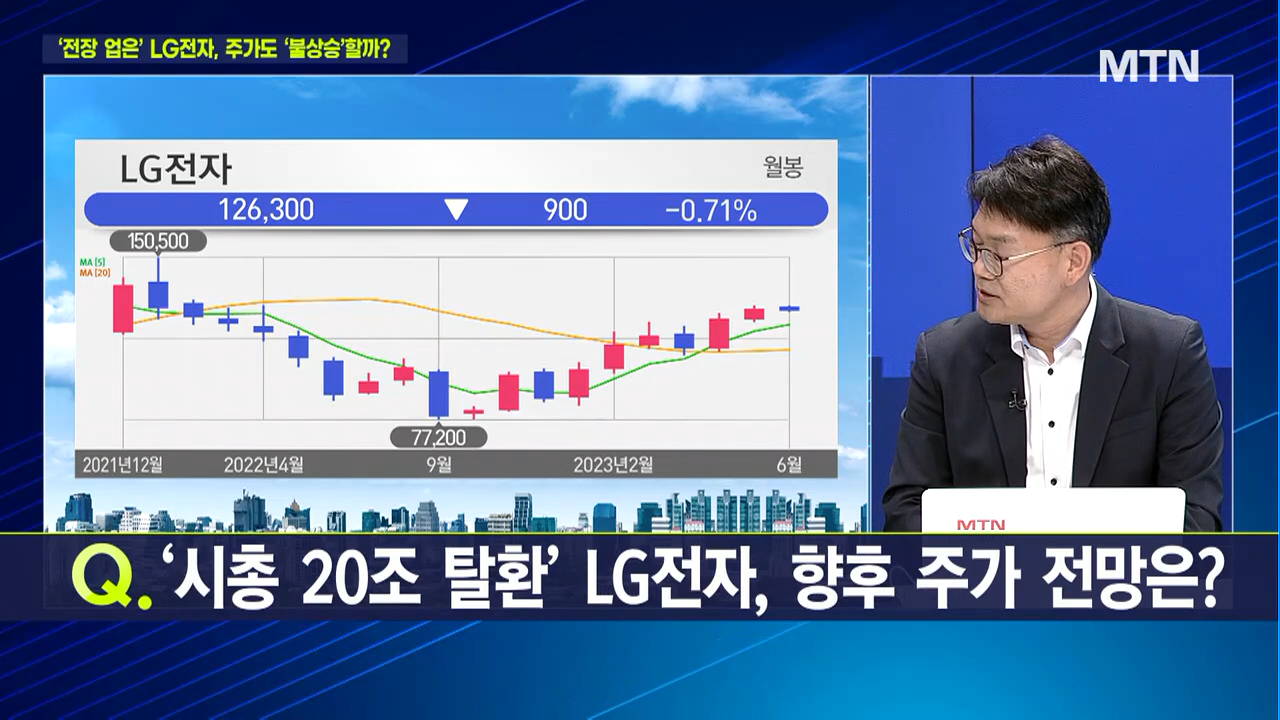 ‘전장 업은’ LG전자, 주가도 ‘불상승’할까?
MTN
LG전자
월봉
126,300 ▼ 900 -0.71%
150,500
MA [5]
MA [20]
77,200
2021년12월 2022년4월 9월 2023년2월 6월
MTN
Q. ‘시총 20조 탈환’ LG전자, 향후 주가 전망은?